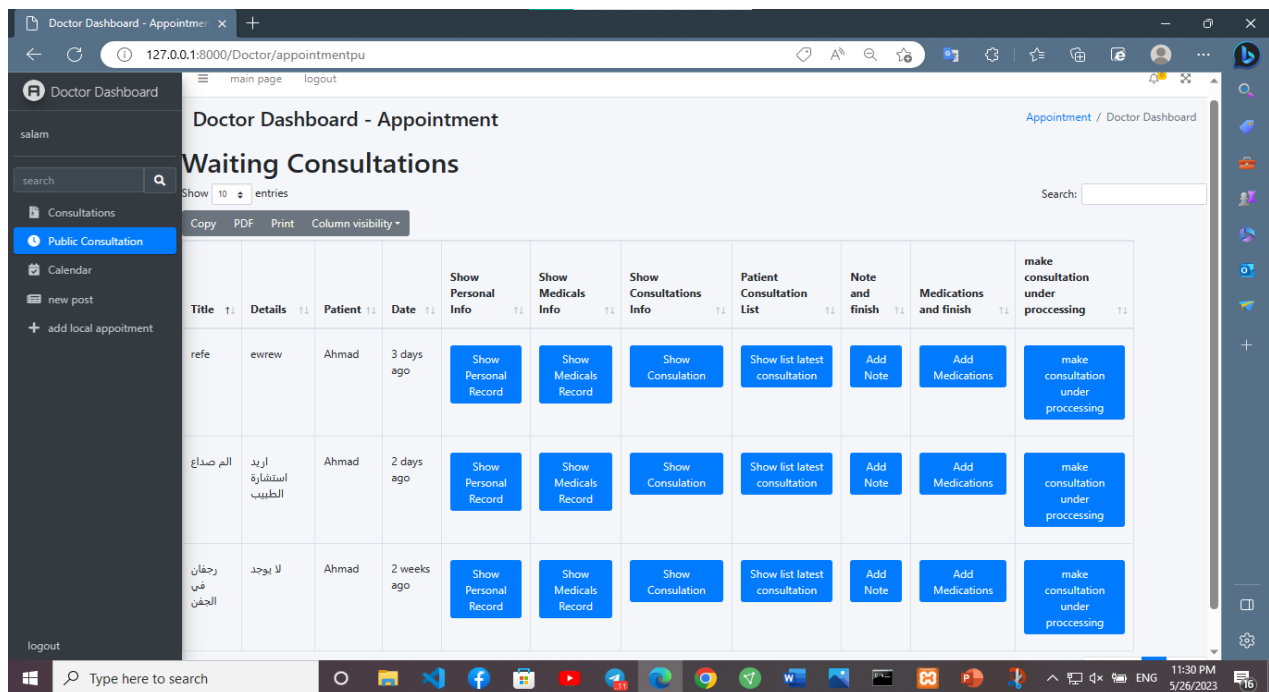 Doctor Dashboard - Appointmer
127.0.0.1:8000/Doctor/appointmentpu
Doctor Dashboard
main page logout
salam
Doctor Dashboard - Appointment
Appointment / Doctor Dashboard
Waiting Consultations
search
Show 10 entries
Search:
Consultations
Copy PDF Print Column visibility
Public Consultation
Calendar
new post
add local appoitment
Title
Details
Patient
Date
Show
Personal
Info
Show
Medicals
Info
Show
Consultations
Info
Patient
Consultation
List
Note
and
finish
Medications
and finish
make
consultation
under
proccessing
refe
ewrew
Ahmad
3 days
ago
Show
Personal
Record
Show
Medicals
Record
Show
Consulation
Show list latest
consultation
Add
Note
Add
Medications
make
consultation
under
proccessing
الم صداع
اريد
استشارة
الطبيب
Ahmad
2 days
ago
Show
Personal
Record
Show
Medicals
Record
Show
Consulation
Show list latest
consultation
Add
Note
Add
Medications
make
consultation
under
proccessing
رجفان
في
الجفن
لا يوجد
Ahmad
2 weeks
ago
Show
Personal
Record
Show
Medicals
Record
Show
Consulation
Show list latest
consultation
Add
Note
Add
Medications
make
consultation
under
proccessing
logout
Type here to search
ENG
11:30 PM
5/26/2023
16